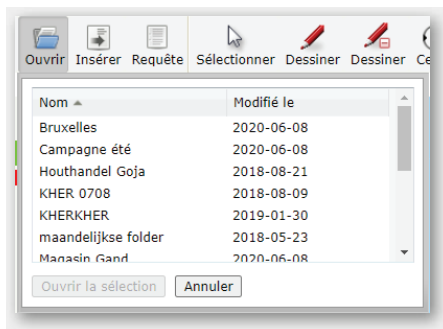 Ouvrir Insérer Requête Sélectionner Dessiner Dessiner Ce
Nom Modifié le
Bruxelles 2020-06-08
Campagne été 2020-06-08
Houthandel Goja 2018-08-21
KHER 0708 2018-08-09
KHERKHER 2019-01-30
maandelijkse folder 2018-05-23
Magasin Gand 2020-06-08
Ouvrir la sélection Annuler